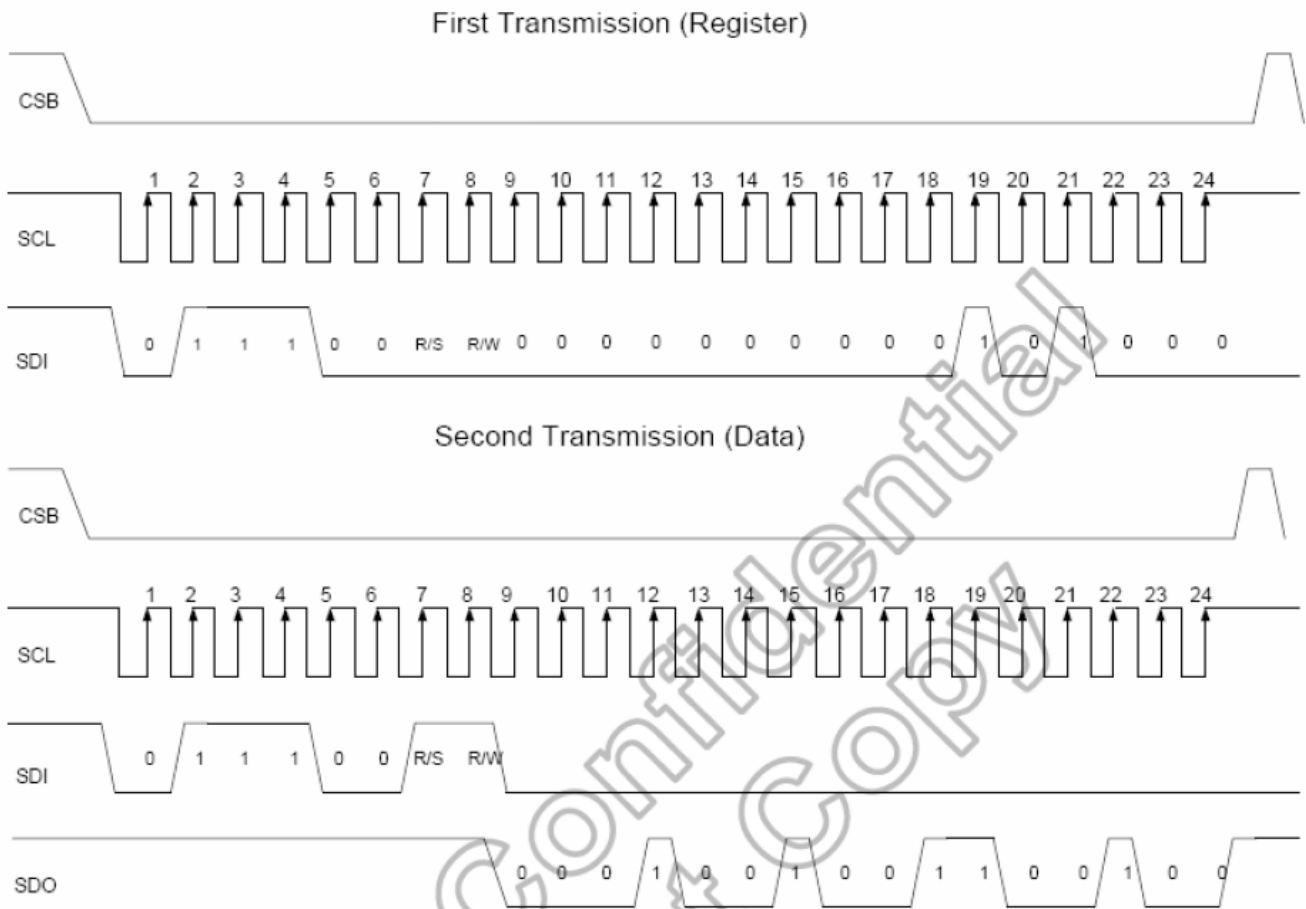 First Transmission (Register)
CSB
1 2 3 4 5 6 7 8 9 10 11 12 13 14 15 16 17 18 19 20 21 22 23 24
SCL
0 1 1 1 0 0 R/S R/W 0 0 0 0 0 0 0 0 0 0 1 0 1 0 0 0
SDI
Second Transmission (Data)
CSB
1 2 3 4 5 6 7 8 9 10 11 12 13 14 15 16 17 18 19 20 21 22 23 24
SCL
0 1 1 1 0 0 R/S R/W
SDI
0 0 0 1 0 0 1 0 0 1 1 0 0 1 0 0
SDO
Confidential
Copy